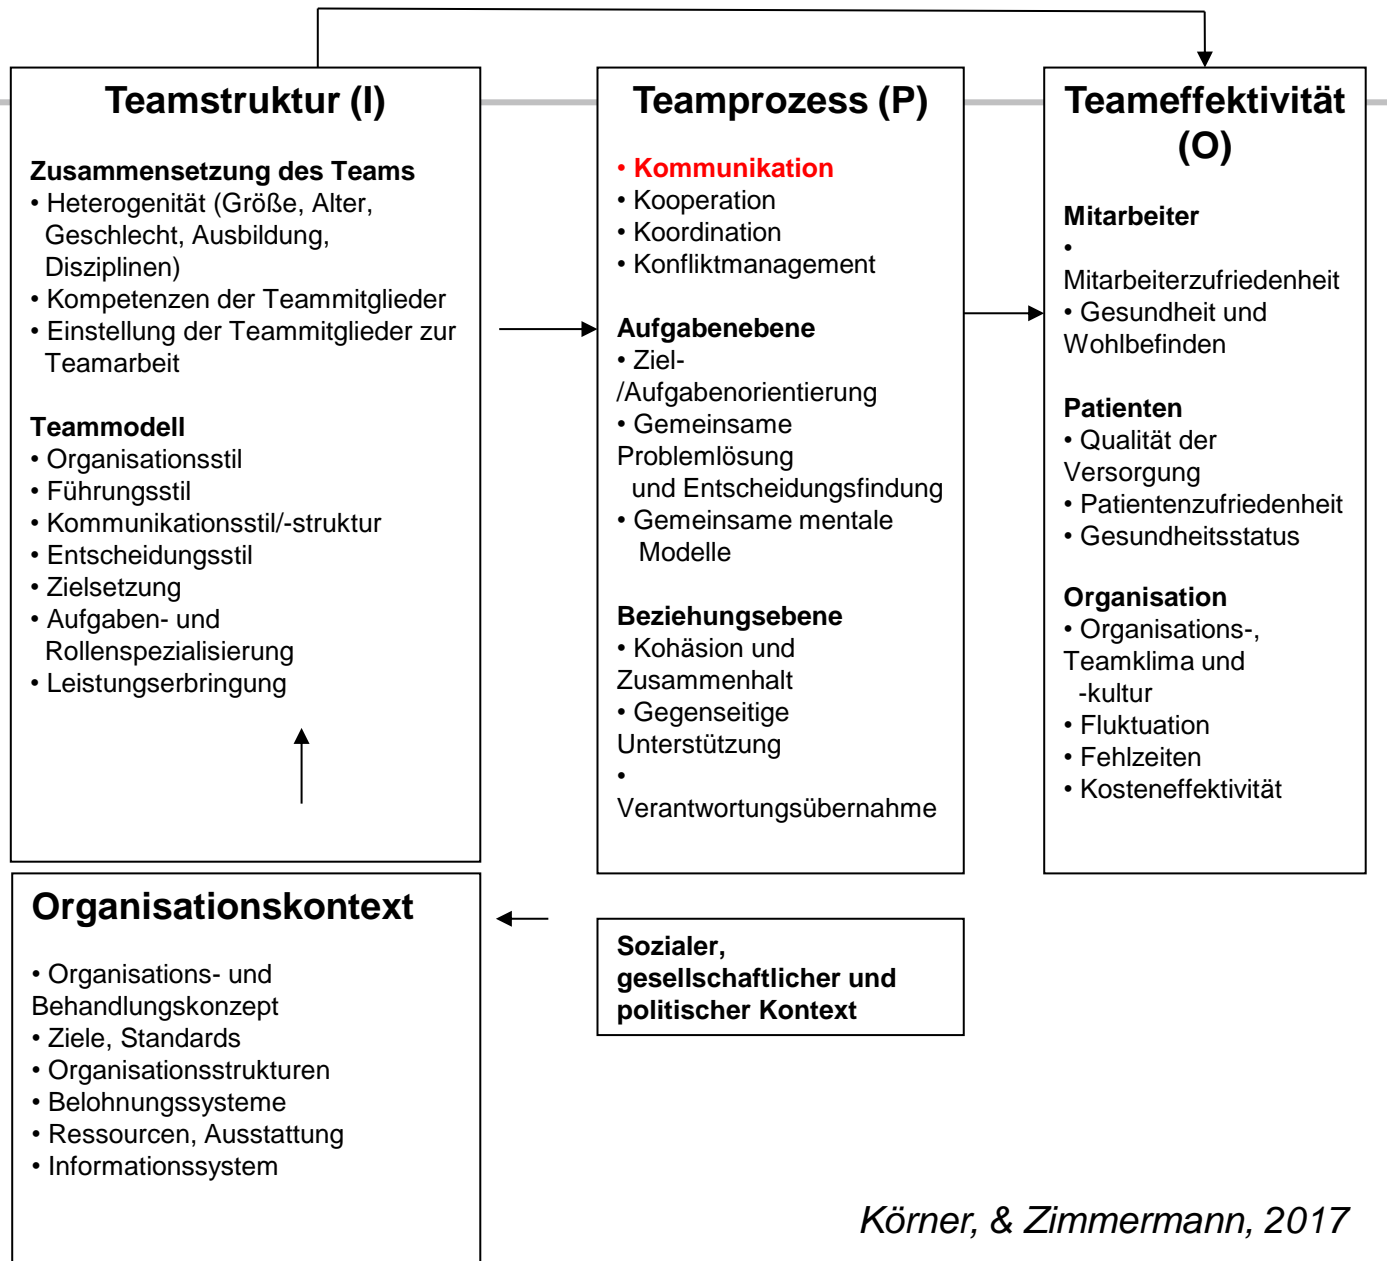 Teamstruktur (I)
Zusammensetzung des Teams
• Heterogenität (Größe, Alter,
Geschlecht, Ausbildung,
Disziplinen)
• Kompetenzen der Teammitglieder
• Einstellung der Teammitglieder zur
Teamarbeit
Teammodell
• Organisationsstil
• Führungsstil
• Kommunikationsstil/-struktur
• Entscheidungsstil
• Zielsetzung
• Aufgaben- und
Rollenspezialisierung
• Leistungserbringung
Teamprozess (P)
• Kommunikation
• Kooperation
• Koordination
• Konfliktmanagement
Aufgabenebene
• Ziel-
/Aufgabenorientierung
• Gemeinsame
Problemlösung
und Entscheidungsfindung
• Gemeinsame mentale
Modelle
Beziehungsebene
• Kohäsion und
Zusammenhalt
• Gegenseitige
Unterstützung
•
Verantwortungsübernahme
Teameffektivität
(O)
Mitarbeiter
•
Mitarbeiterzufriedenheit
• Gesundheit und
Wohlbefinden
Patienten
• Qualität der
Versorgung
• Patientenzufriedenheit
• Gesundheitsstatus
Organisation
• Organisations-,
Teamklima und
-kultur
• Fluktuation
• Fehlzeiten
• Kosteneffektivität
Organisationskontext
• Organisations- und
Behandlungskonzept
• Ziele, Standards
• Organisationsstrukturen
• Belohnungssysteme
• Ressourcen, Ausstattung
• Informationssystem
Sozialer,
gesellschaftlicher und
politischer Kontext
Körner, & Zimmermann, 2017